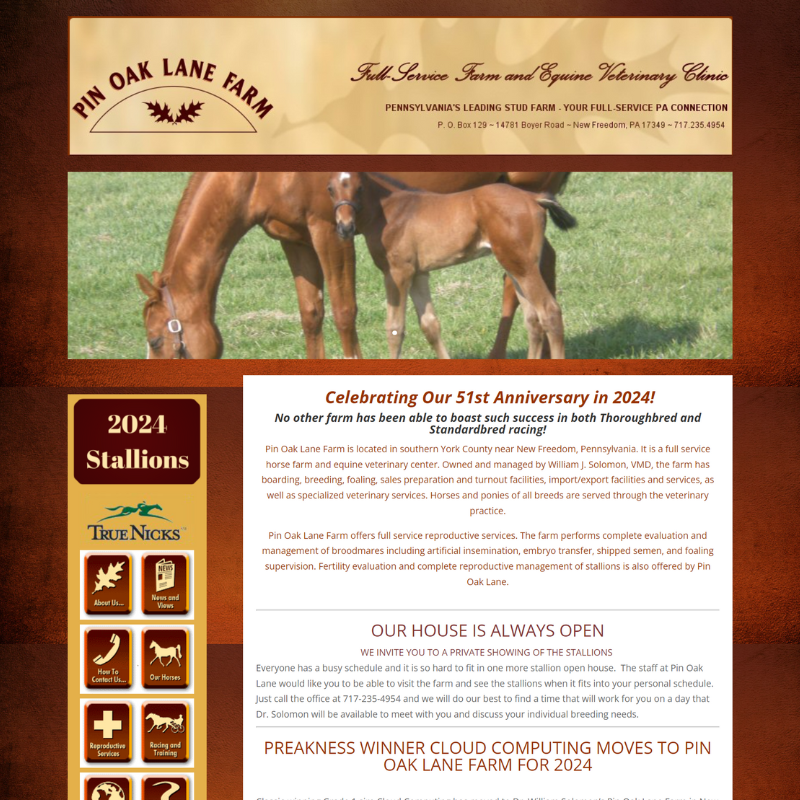 PIN OAK LANE FARM
Full-Service Farm and Equine Veterinary Clinic
PENNSYLVANIA'S LEADING STUD FARM - YOUR FULL-SERVICE PA CONNECTION
P. O. Box 129 ~ 14781 Boyer Road ~ New Freedom, PA 17349 ~ 717.235.4954
2024
Stallions
TRUE NICKS
About Us...
NEWS
News and
Views
How To
Contact Us...
Our Horses
Reproductive
Services
Racing and
Training
Celebrating Our 51st Anniversary in 2024!
No other farm has been able to boast such success in both Thoroughbred and
Standardbred racing!
Pin Oak Lane Farm is located in southern York County near New Freedom, Pennsylvania. It is a full service
horse farm and equine veterinary center. Owned and managed by William J. Solomon, VMD, the farm has
boarding, breeding, foaling, sales preparation and turnout facilities, import/export facilities and services, as
well as specialized veterinary services. Horses and ponies of all breeds are served through the veterinary
practice.
Pin Oak Lane Farm offers full service reproductive services. The farm performs complete evaluation and
management of broodmares including artificial insemination, embryo transfer, shipped semen, and foaling
supervision. Fertility evaluation and complete reproductive management of stallions is also offered by Pin
Oak Lane.
OUR HOUSE IS ALWAYS OPEN
WE INVITE YOU TO A PRIVATE SHOWING OF THE STALLIONS
Everyone has a busy schedule and it is so hard to fit in one more stallion open house. The staff at Pin Oak
Lane would like you to be able to visit the farm and see the stallions when it fits into your personal schedule.
Just call the office at 717-235-4954 and we will do our best to find a time that will work for you on a day that
Dr. Solomon will be available to meet with you and discuss your individual breeding needs.
PREAKNESS WINNER CLOUD COMPUTING MOVES TO PIN
OAK LANE FARM FOR 2024